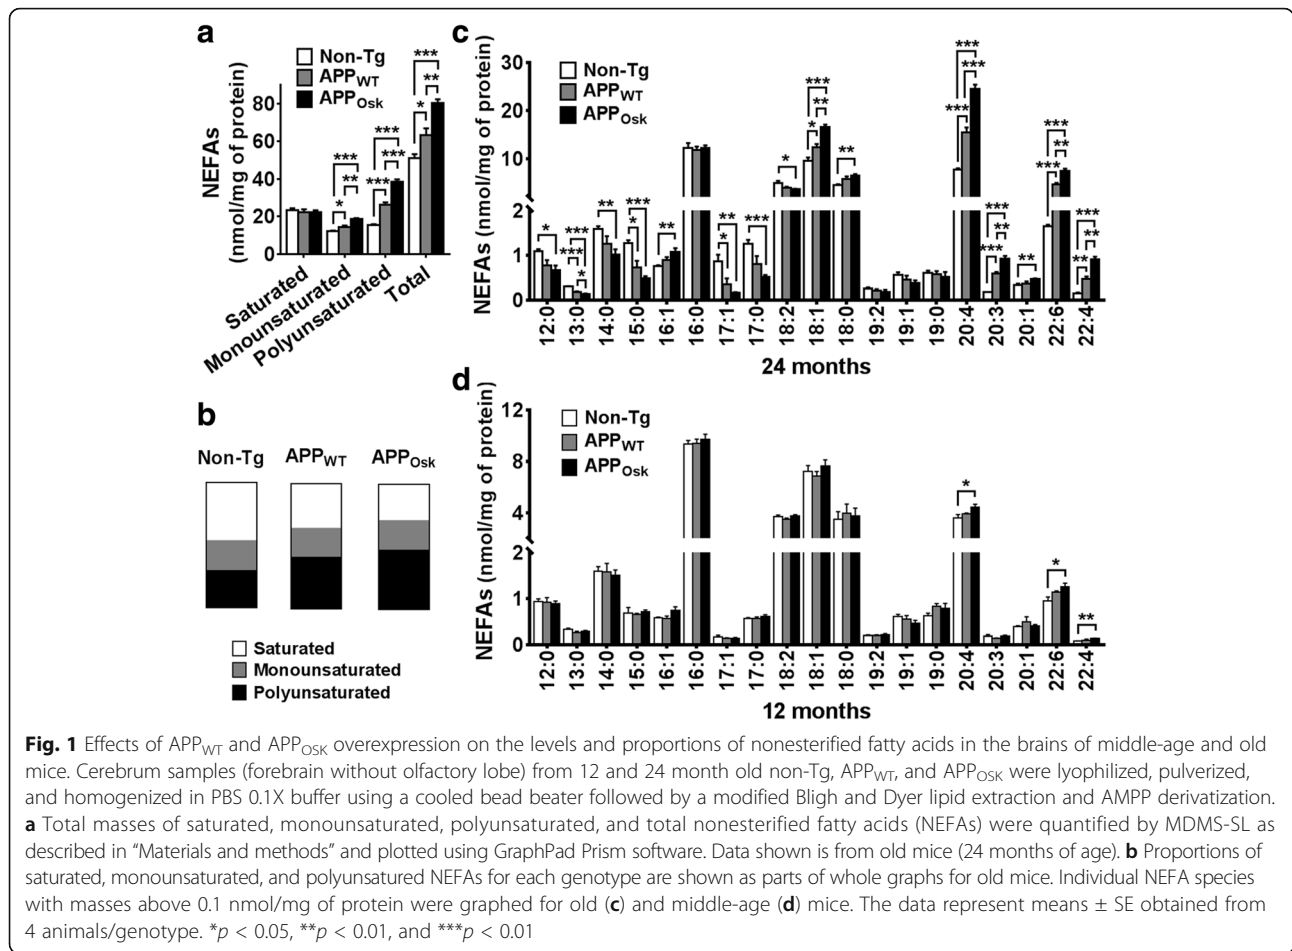 a
Non-Tg
APPWT
APPOsk
NEFAs
(nmol/mg of protein)
80
60
40
20
0
* ** *** *** *** *** * ** ***
Saturated
Monounsaturated
Polyunsaturated
Total
b
Non-Tg
APPWT
APPOsk
Saturated
Monounsaturated
Polyunsaturated
c
Non-Tg
APPWT
APPOsk
NEFAs (nmol/mg of protein)
30
20
10
2
1
0
* *** *** * ** * *** ** * ** *** * * ** *** ** *** *** *** *** ** *** ** *** ** *** ** ** ***
12:0
13:0
14:0
15:0
16:1
16:0
17:1
17:0
18:2
18:1
18:0
19:2
19:1
19:0
20:4
20:3
20:1
22:6
22:4
24 months
d
Non-Tg
APPWT
APPOsk
NEFAs (nmol/mg of protein)
12
8
4
2
1
0
* * **
12:0
13:0
14:0
15:0
16:1
16:0
17:1
17:0
18:2
18:1
18:0
19:2
19:1
19:0
20:4
20:3
20:1
22:6
22:4
12 months
Fig. 1 Effects of APPWT and APPOSK overexpression on the levels and proportions of nonesterified fatty acids in the brains of middle-age and old
mice. Cerebrum samples (forebrain without olfactory lobe) from 12 and 24 month old non-Tg, APPWT, and APPOSK were lyophilized, pulverized,
and homogenized in PBS 0.1X buffer using a cooled bead beater followed by a modified Bligh and Dyer lipid extraction and AMPP derivatization.
a Total masses of saturated, monounsaturated, polyunsaturated, and total nonesterified fatty acids (NEFAs) were quantified by MDMS-SL as
described in “Materials and methods” and plotted using GraphPad Prism software. Data shown is from old mice (24 months of age). b Proportions of
saturated, monounsaturated, and polyunsatured NEFAs for each genotype are shown as parts of whole graphs for old mice. Individual NEFA species
with masses above 0.1 nmol/mg of protein were graphed for old (c) and middle-age (d) mice. The data represent means ± SE obtained from
4 animals/genotype. *p < 0.05, **p < 0.01, and ***p < 0.01